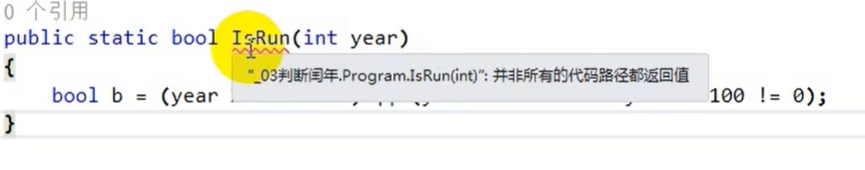 0 个引用
public static bool IsRun(int year)
{
"_03判断闰年.Program.IsRun(int)": 并非所有的代码路径都返回值
bool b = (year 100 != 0);
}